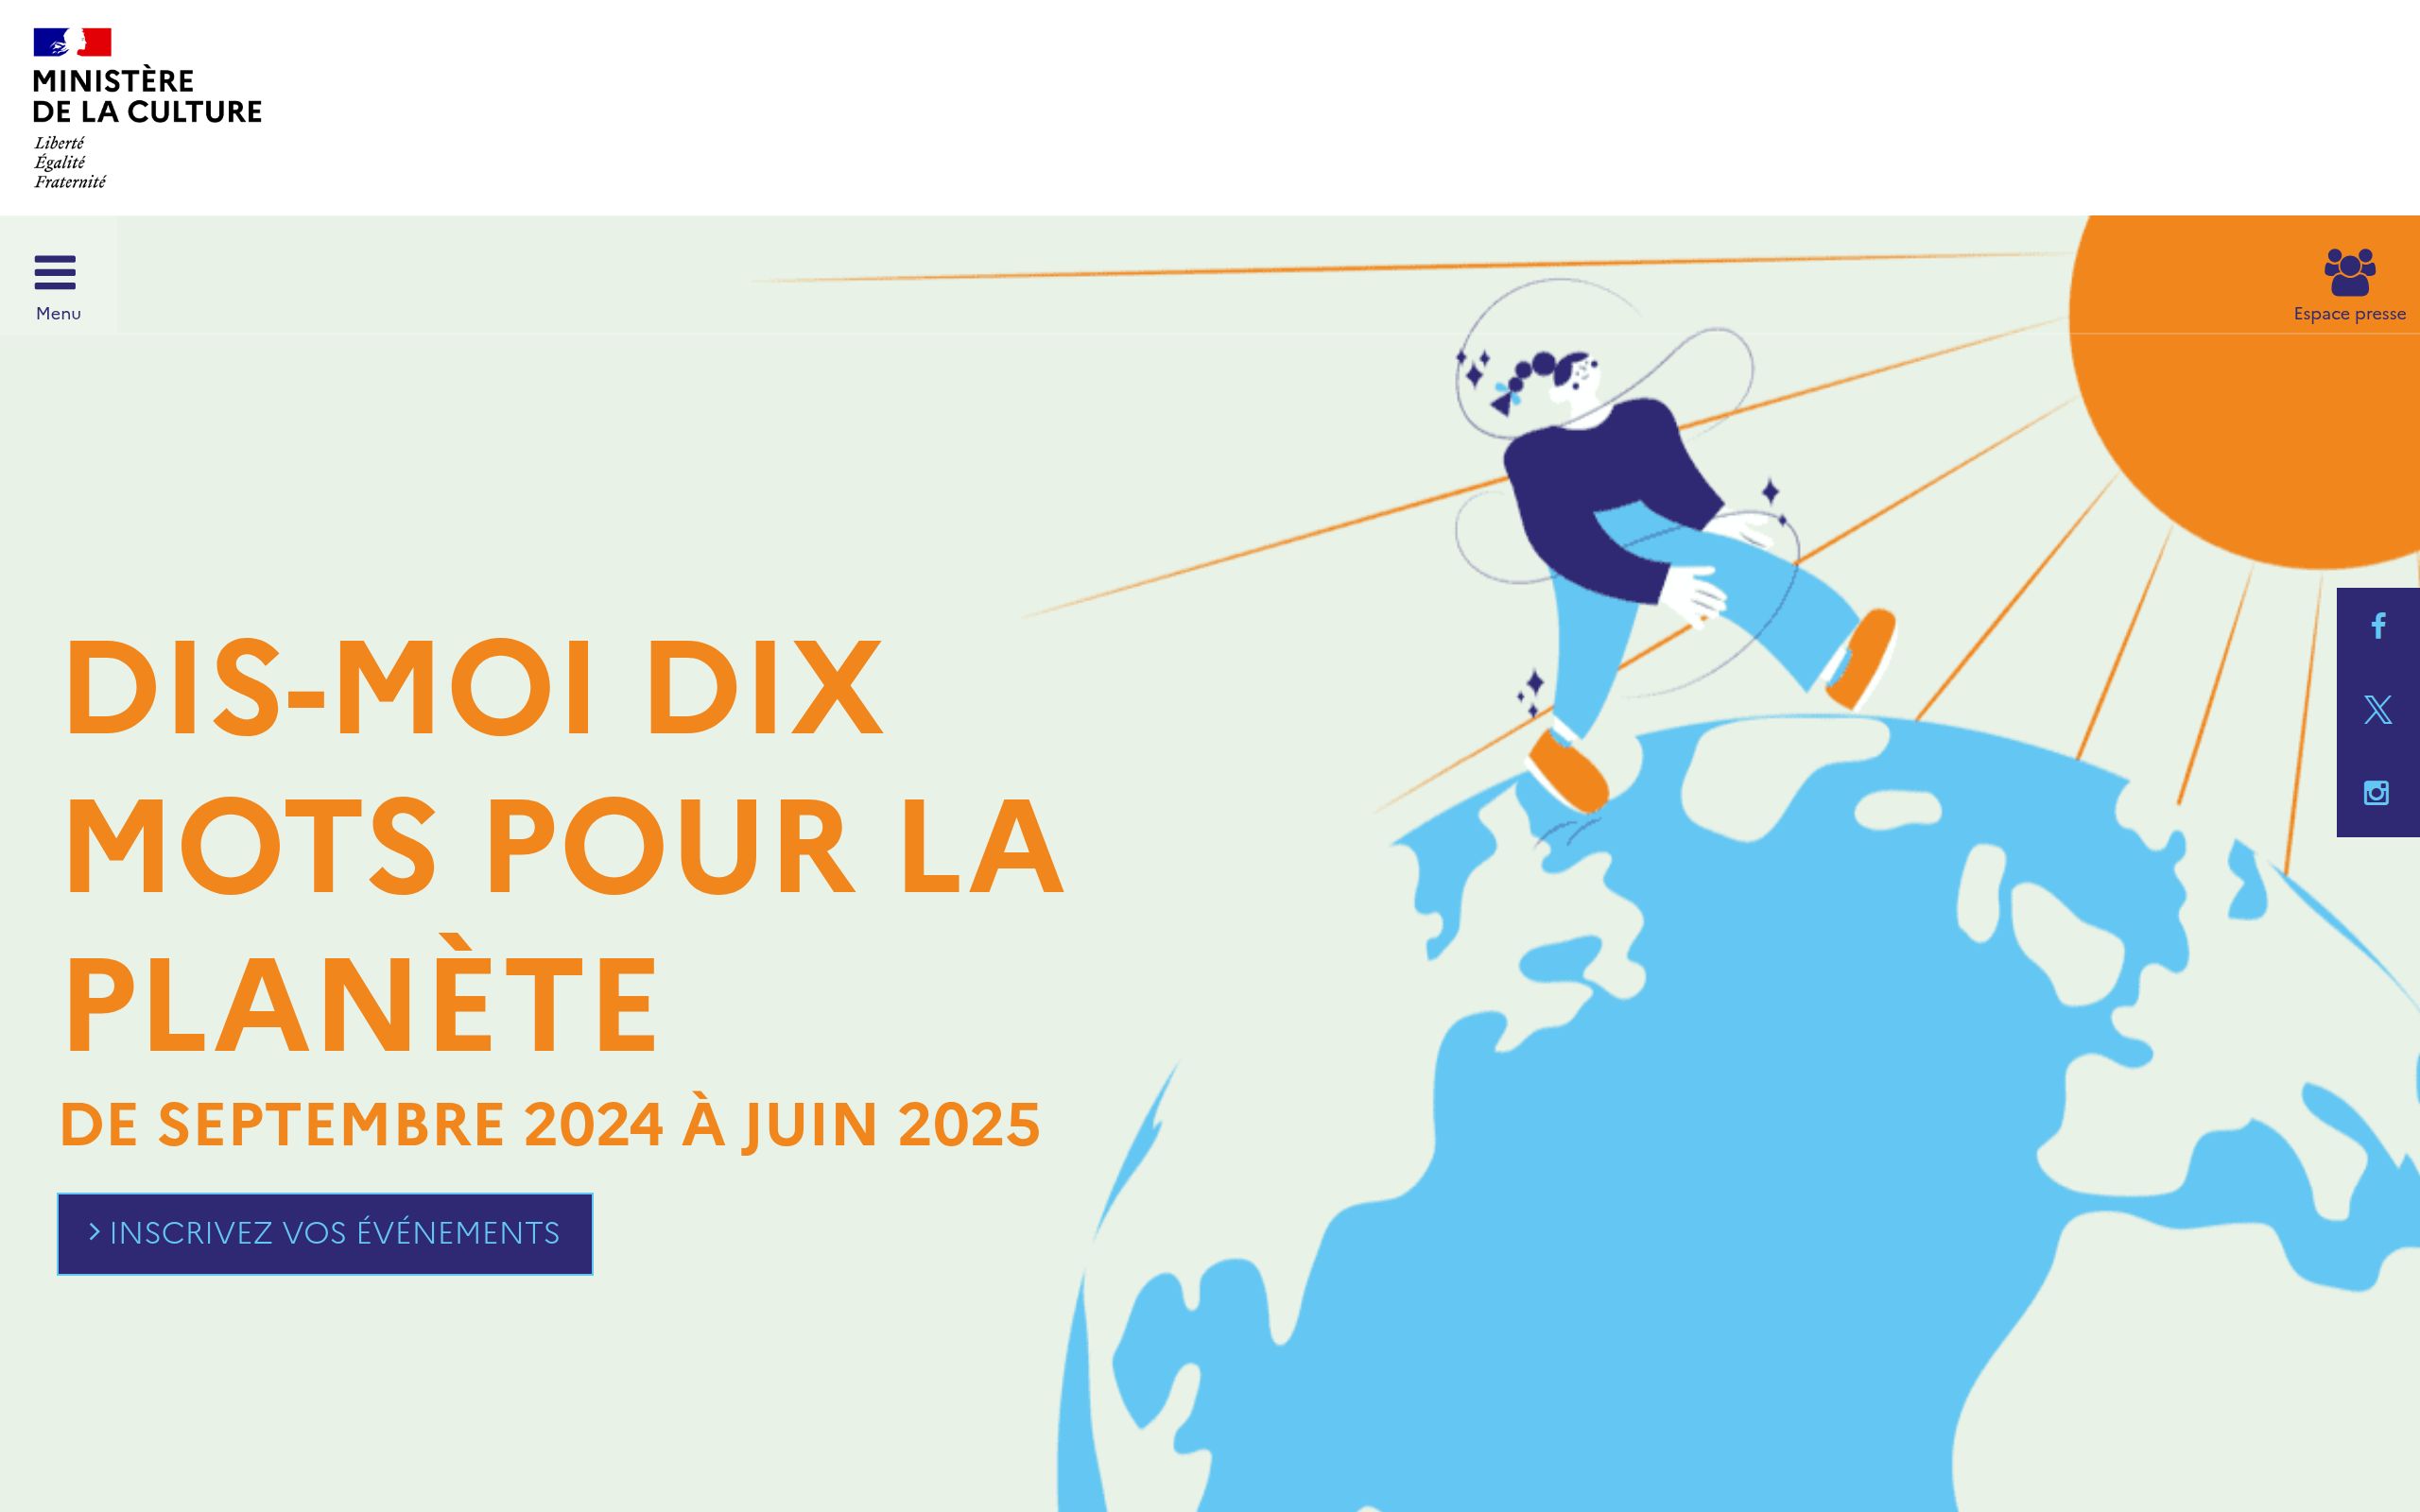 MINISTÈRE
DE LA CULTURE
Liberté
Égalité
Fraternité
Menu
Espace presse
DIS-MOI DIX
MOTS POUR LA
PLANÈTE
DE SEPTEMBRE 2024 À JUIN 2025
> INSCRIVEZ VOS ÉVÉNEMENTS